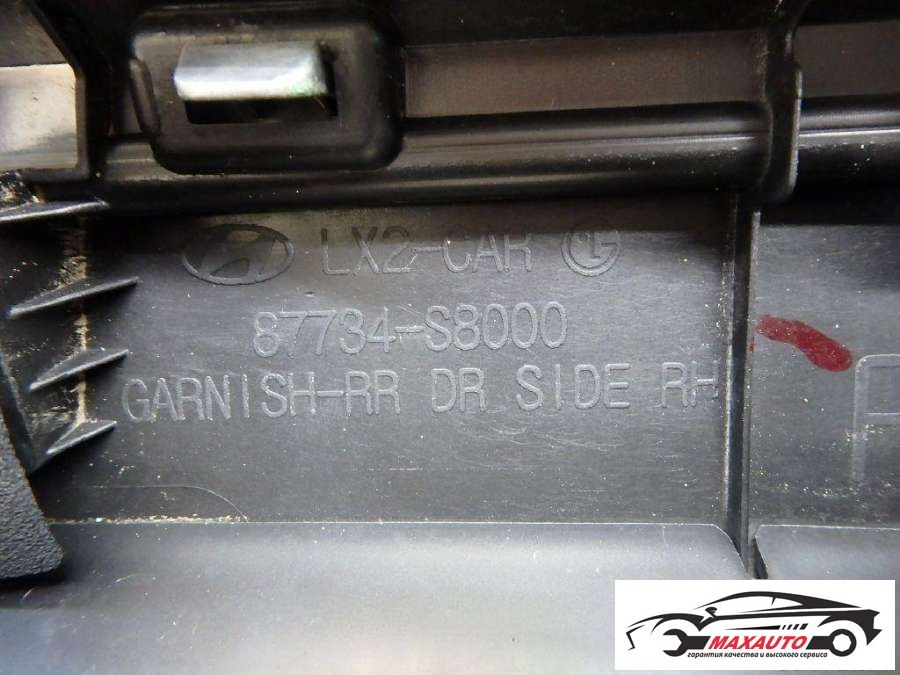 LX2-CAR
87734-S8000
GARNISH-RR DR SIDE RH
MAXAUTO
гарантия качества и высокого сервиса